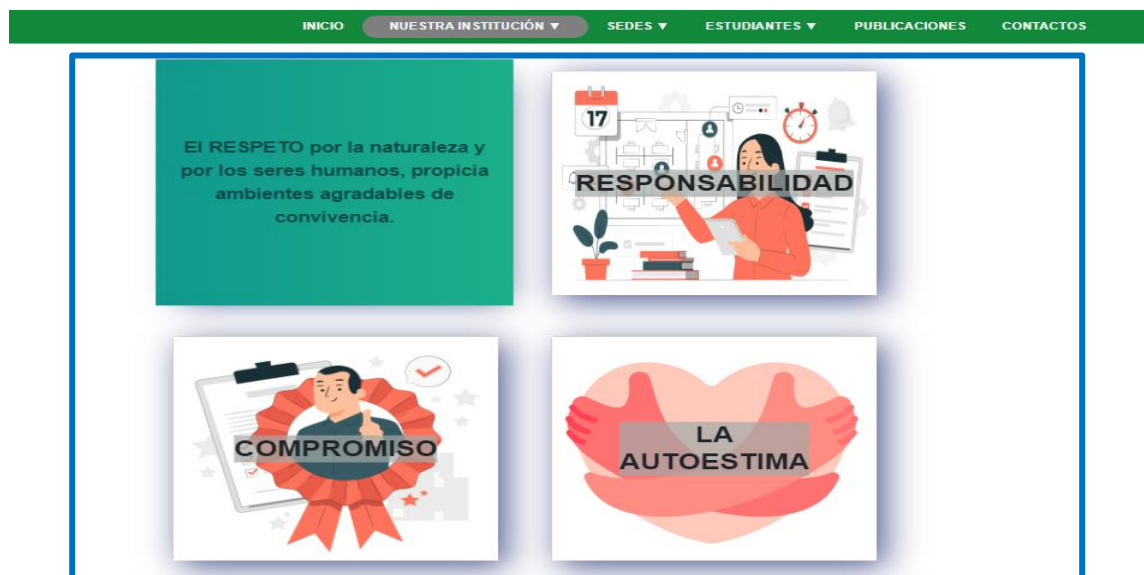 INICIO NUESTRA INSTITUCIÓN ▼ SEDES ▼ ESTUDIANTES ▼ PUBLICACIONES CONTACTOS
El RESPETO por la naturaleza y
por los seres humanos, propicia
ambientes agradables de
convivencia.
17
RESPONSABILIDAD
COMPROMISO
LA
AUTOESTIMA